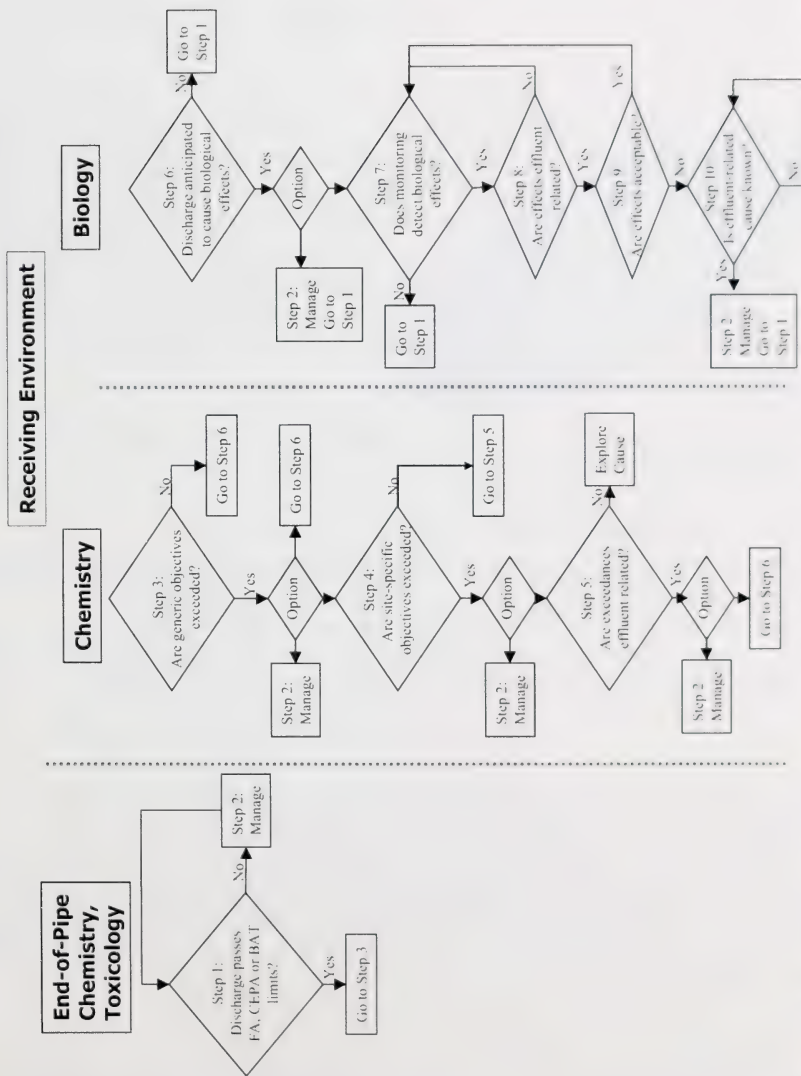 Receiving Environment
End-of-Pipe
Chemistry,
Toxicology
Step 1:
Discharge passes
FA, CEPA or BAT
limits?
No
Step 2:
Manage
Yes
Go to Step 3
Chemistry
Step 3:
Are generic objectives
exceeded?
No
Go to Step 6
Yes
Option
Step 2:
Manage
Go to Step 6
Step 4:
Are site-specific
objectives exceeded?
No
Go to Step 5
Yes
Option
Step 2:
Manage
Step 5:
Are exceedances
effluent related?
No
Explore
Cause
Yes
Option
Step 2
Manage
Go to Step 6
Biology
Step 6:
Discharge anticipated
to cause biological
effects?
No
Go to
Step 1
Yes
Option
Step 2:
Manage
Go to
Step 1
Step 7:
Does monitoring
detect biological
effects?
No
Go to
Step 1
Yes
Step 8:
Are effects effluent
related?
No
Yes
Step 9
Are effects acceptable?
Yes
No
Step 10
Is effluent-related
cause known?
Yes
Step 2
Manage
Go to
Step 1
No